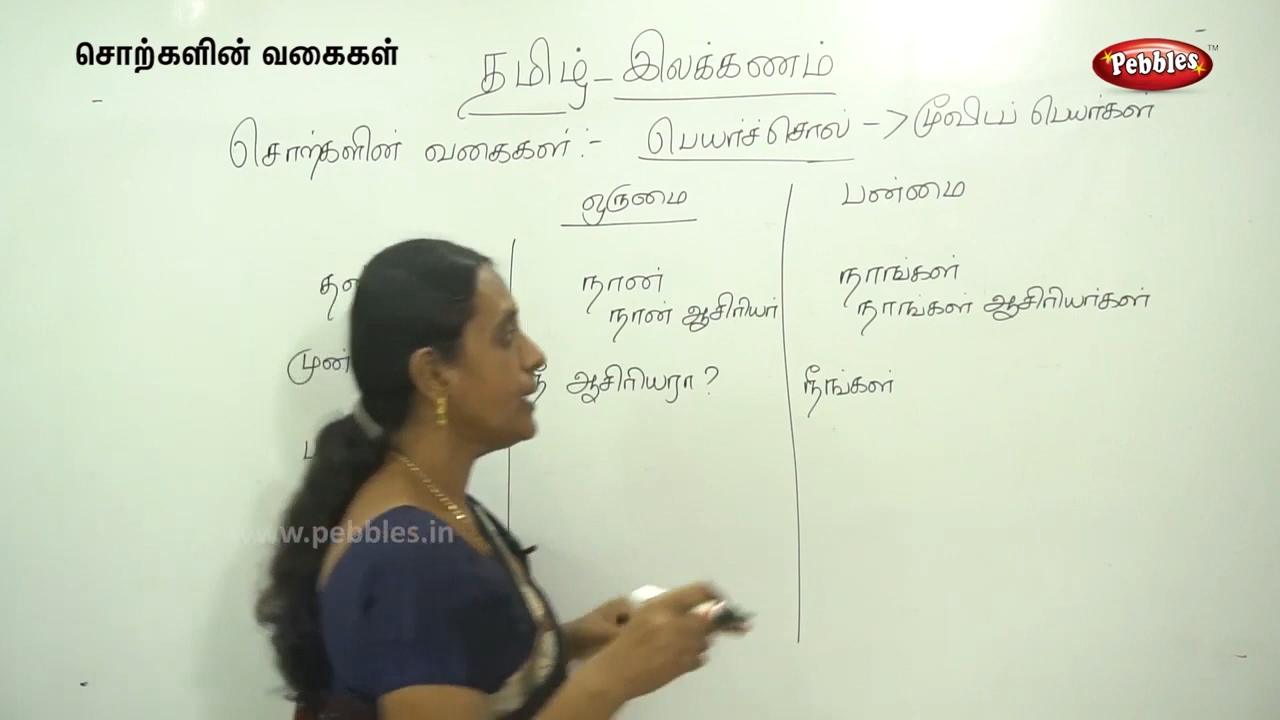 சொற்களின் வகைகள்
Pebbles TM
தமிழ் - இலக்கணம்
சொற்களின் வகைகள் :- பெயர்ச்சொல் -> மூவிடப் பெயர்கள்
ஒருமை பன்மை
நான் நாங்கள்
நான் ஆசிரியர் நாங்கள் ஆசிரியர்கள்
ஆசிரியரா ? நீங்கள்
www.pebbles.in